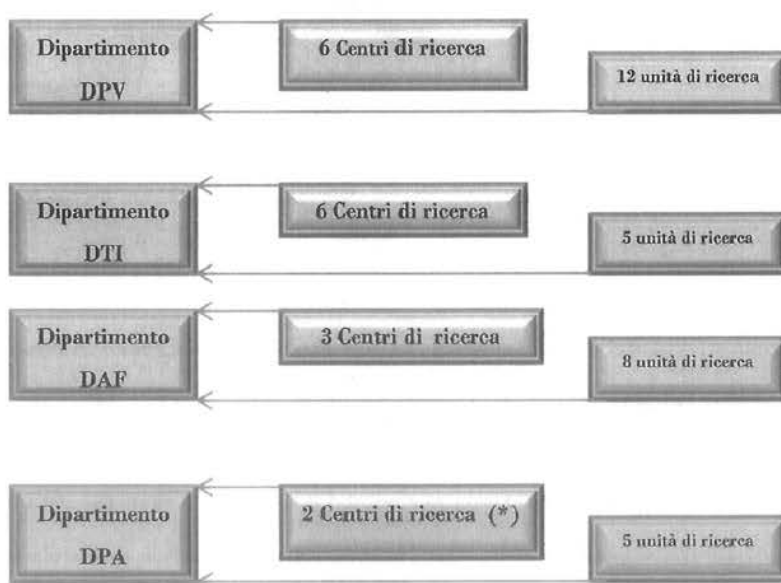 Dipartimento
DPV
6 Centri di ricerca
12 unità di ricerca
Dipartimento
DTI
6 Centri di ricerca
5 unità di ricerca
Dipartimento
DAF
3 Centri di ricerca
8 unità di ricerca
Dipartimento
DPA
2 Centri di ricerca (*)
5 unità di ricerca